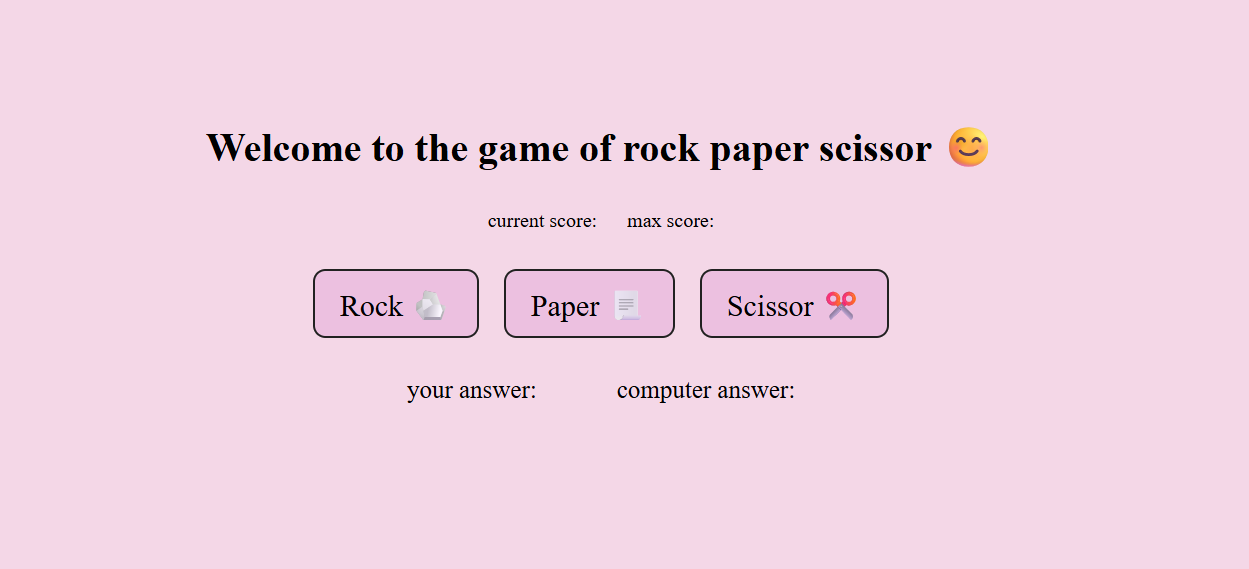 Welcome to the game of rock paper scissor 😊
current score: max score:
Rock Paper Scissor
your answer: computer answer: